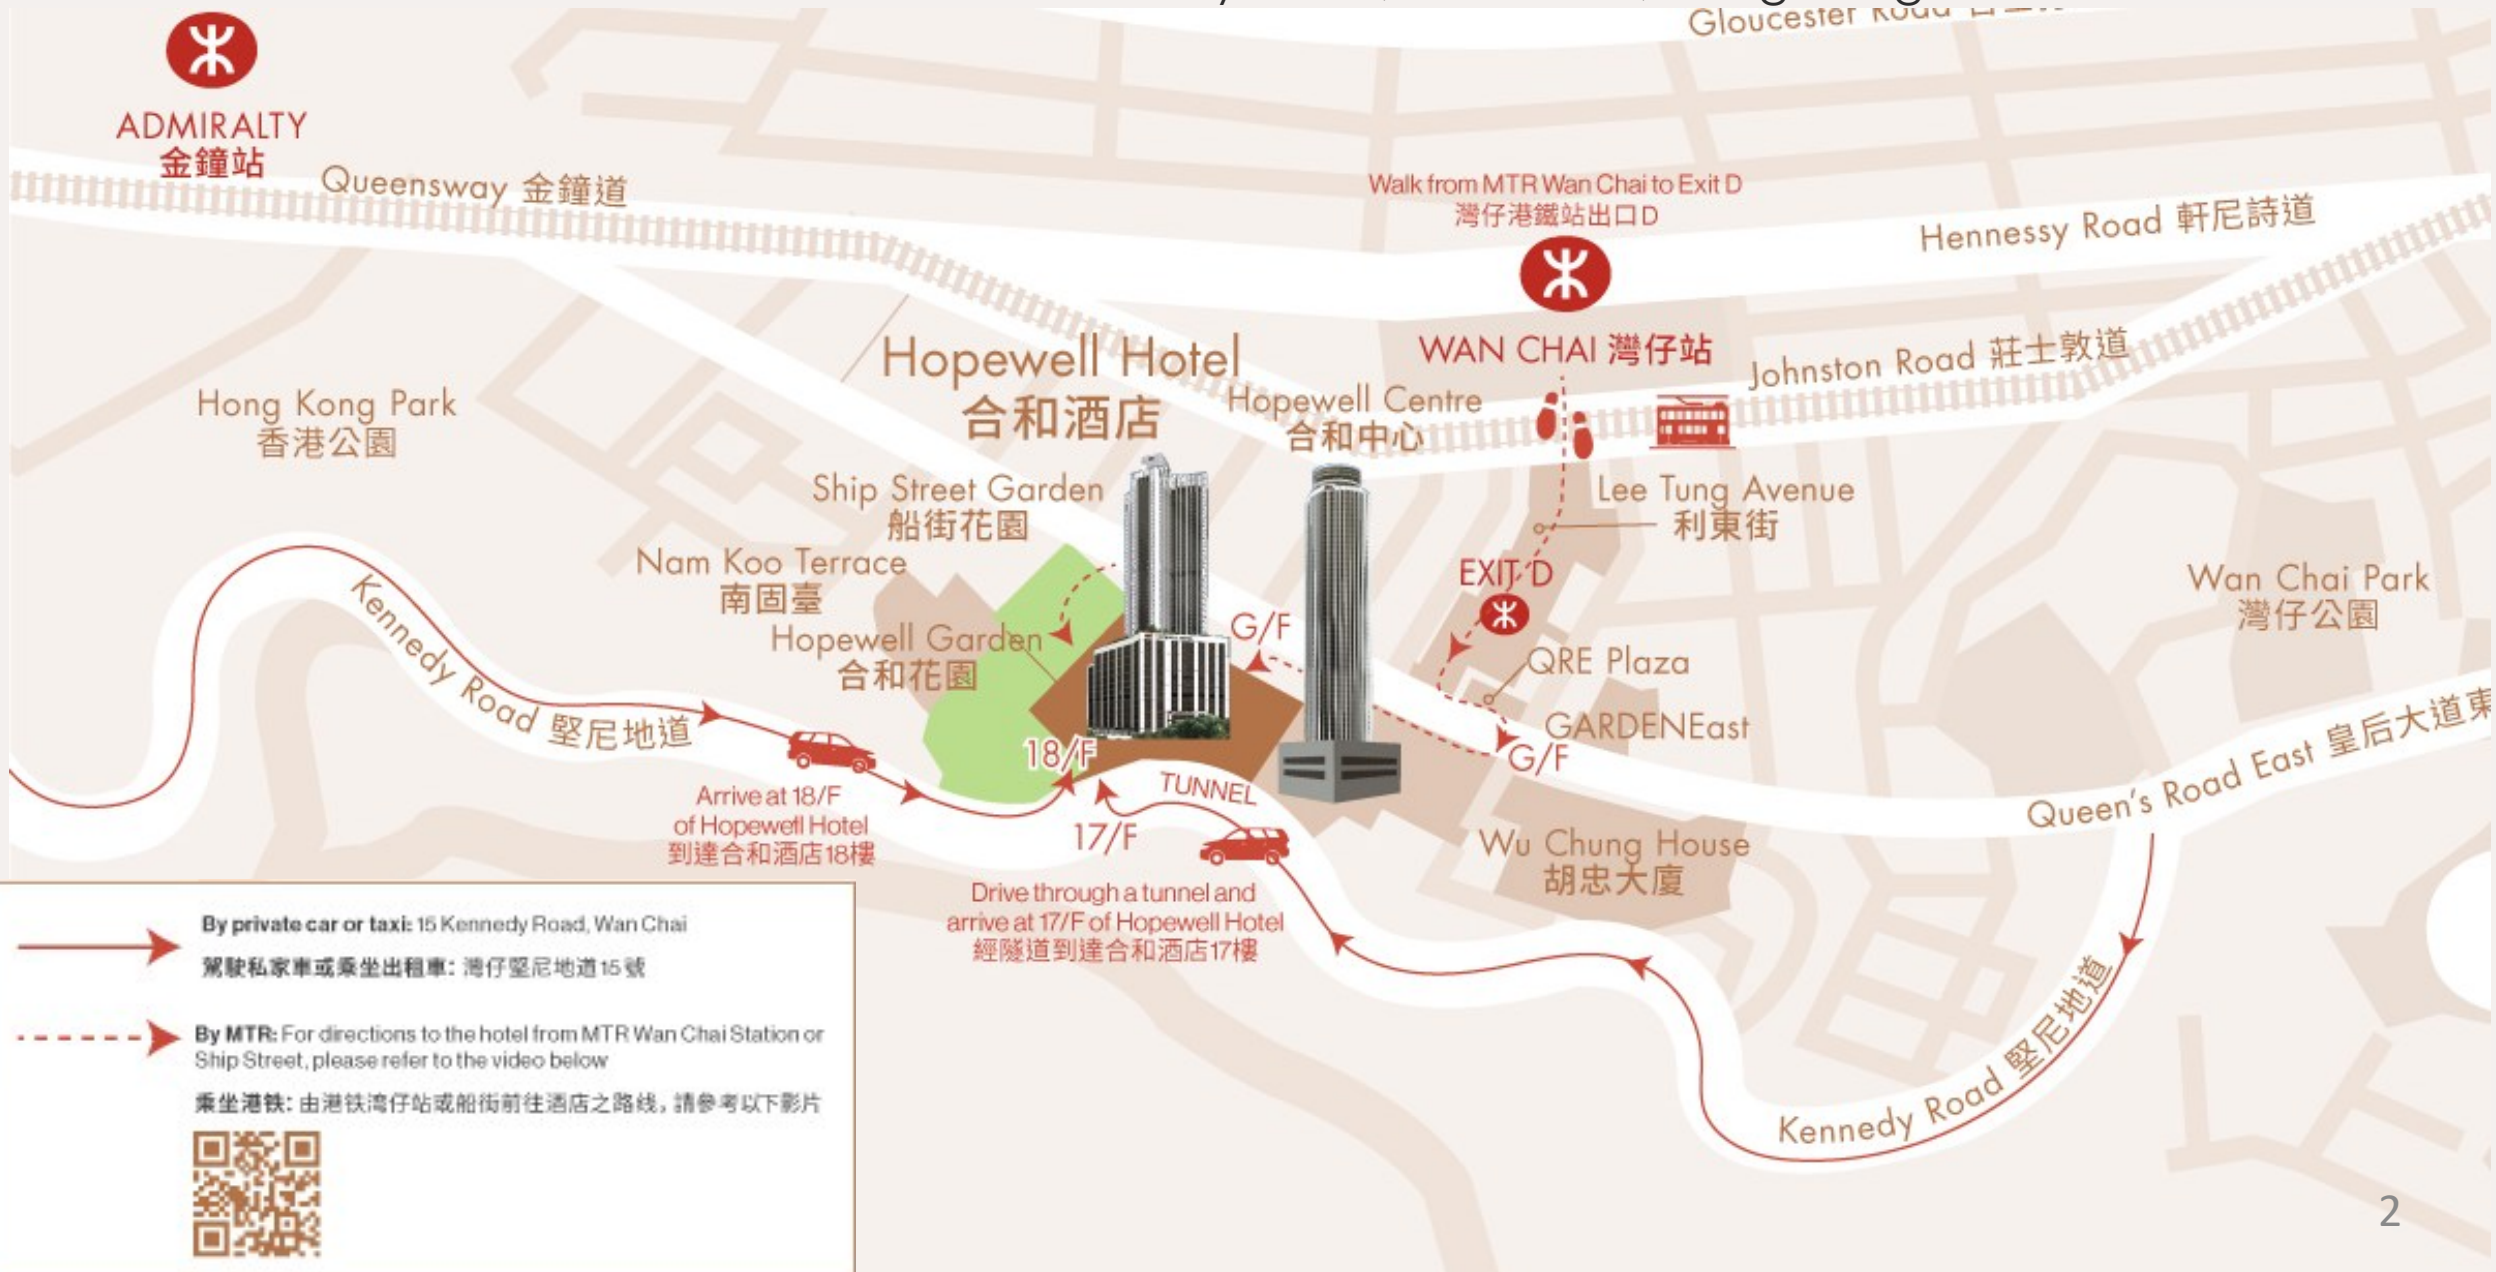 Gloucester Road
ADMIRALTY
金鐘站
Queensway 金鐘道
Walk from MTR Wan Chai to Exit D
灣仔港鐵站出口D
Hennessy Road 軒尼詩道
WAN CHAI 灣仔站
Johnston Road 莊士敦道
Hopewell Hotel
合和酒店
Hopewell Centre
合和中心
Hong Kong Park
香港公園
Ship Street Garden
船街花園
Lee Tung Avenue
利東街
Nam Koo Terrace
南固臺
EXIT D
Wan Chai Park
灣仔公園
Hopewell Garden
合和花園
G/F
QRE Plaza
GARDENEast
G/F
Kennedy Road 堅尼地道
Queen's Road East 皇后大道東
18/F
TUNNEL
17/F
Arrive at 18/F
of Hopewell Hotel
到達合和酒店18樓
Wu Chung House
胡忠大廈
Drive through a tunnel and
arrive at 17/F of Hopewell Hotel
經隧道到達合和酒店17樓
Kennedy Road 堅尼地道
By private car or taxi: 15 Kennedy Road, Wan Chai
駕駛私家車或乘坐出租車: 灣仔堅尼地道15號
By MTR: For directions to the hotel from MTR Wan Chai Station or
Ship Street, please refer to the video below
乘坐港铁: 由港铁湾仔站或船街前往酒店之路线，請參考以下影片
2